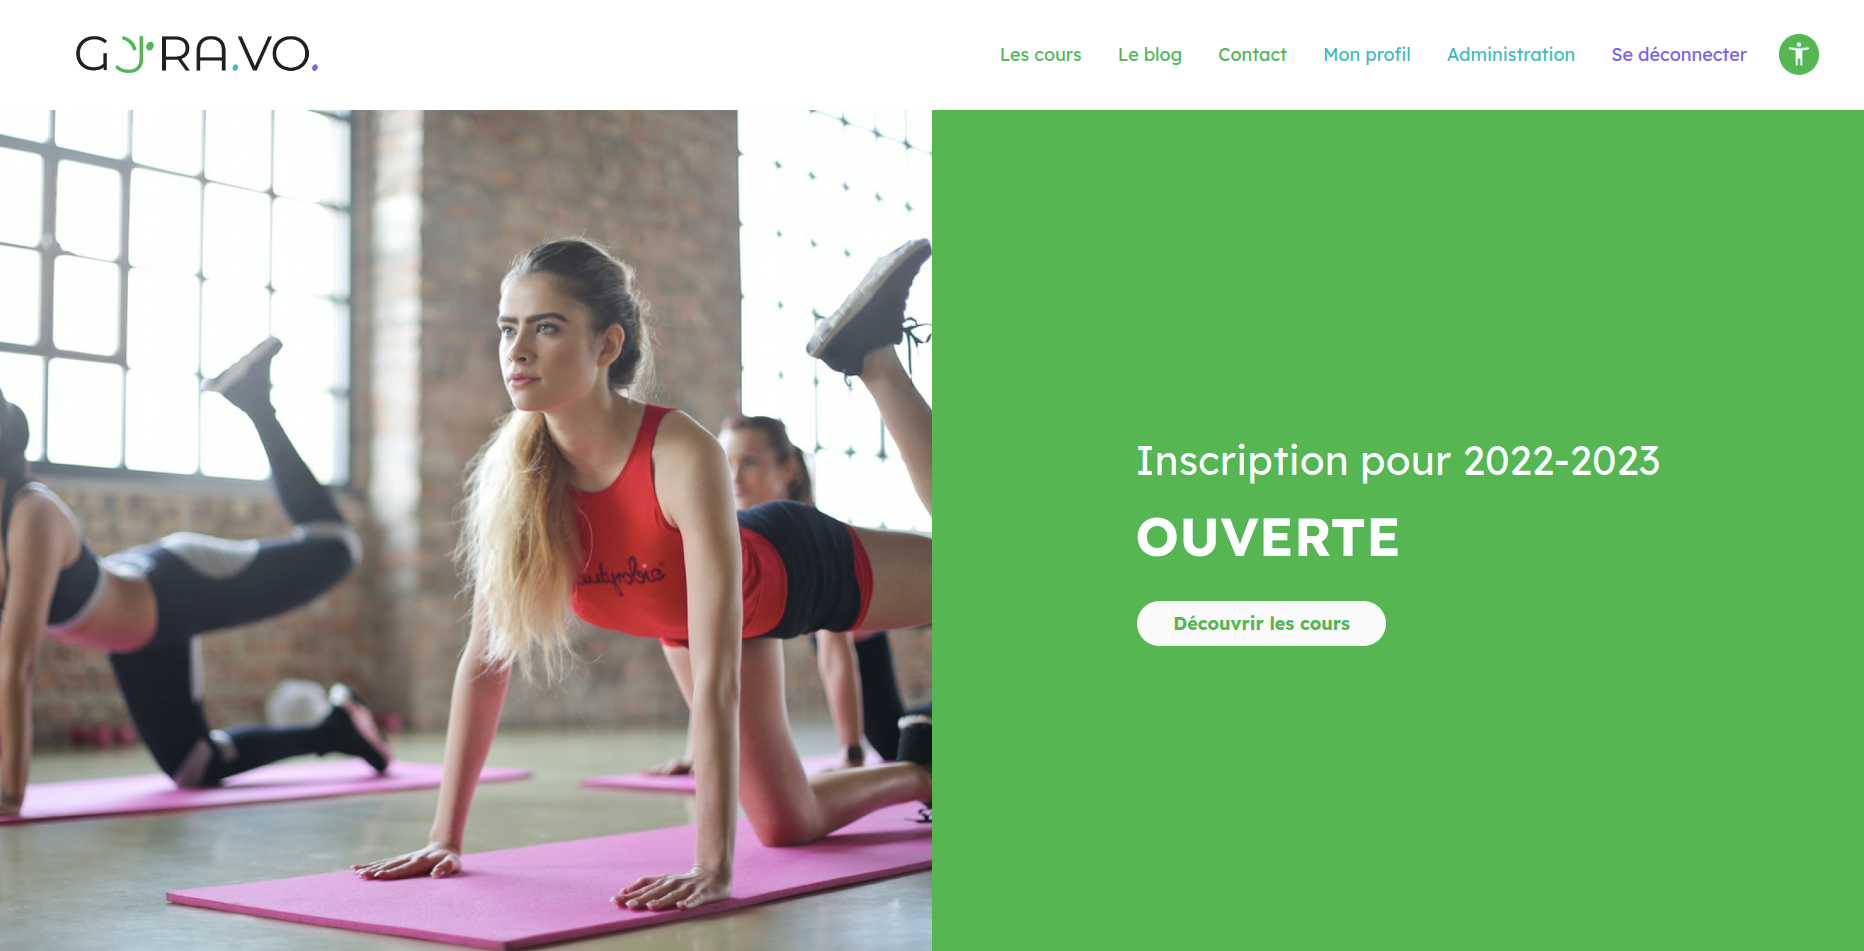 GYRA.VO.
Les cours
Le blog
Contact
Mon profil
Administration
Se déconnecter
Inscription pour 2022-2023
OUVERTE
Découvrir les cours